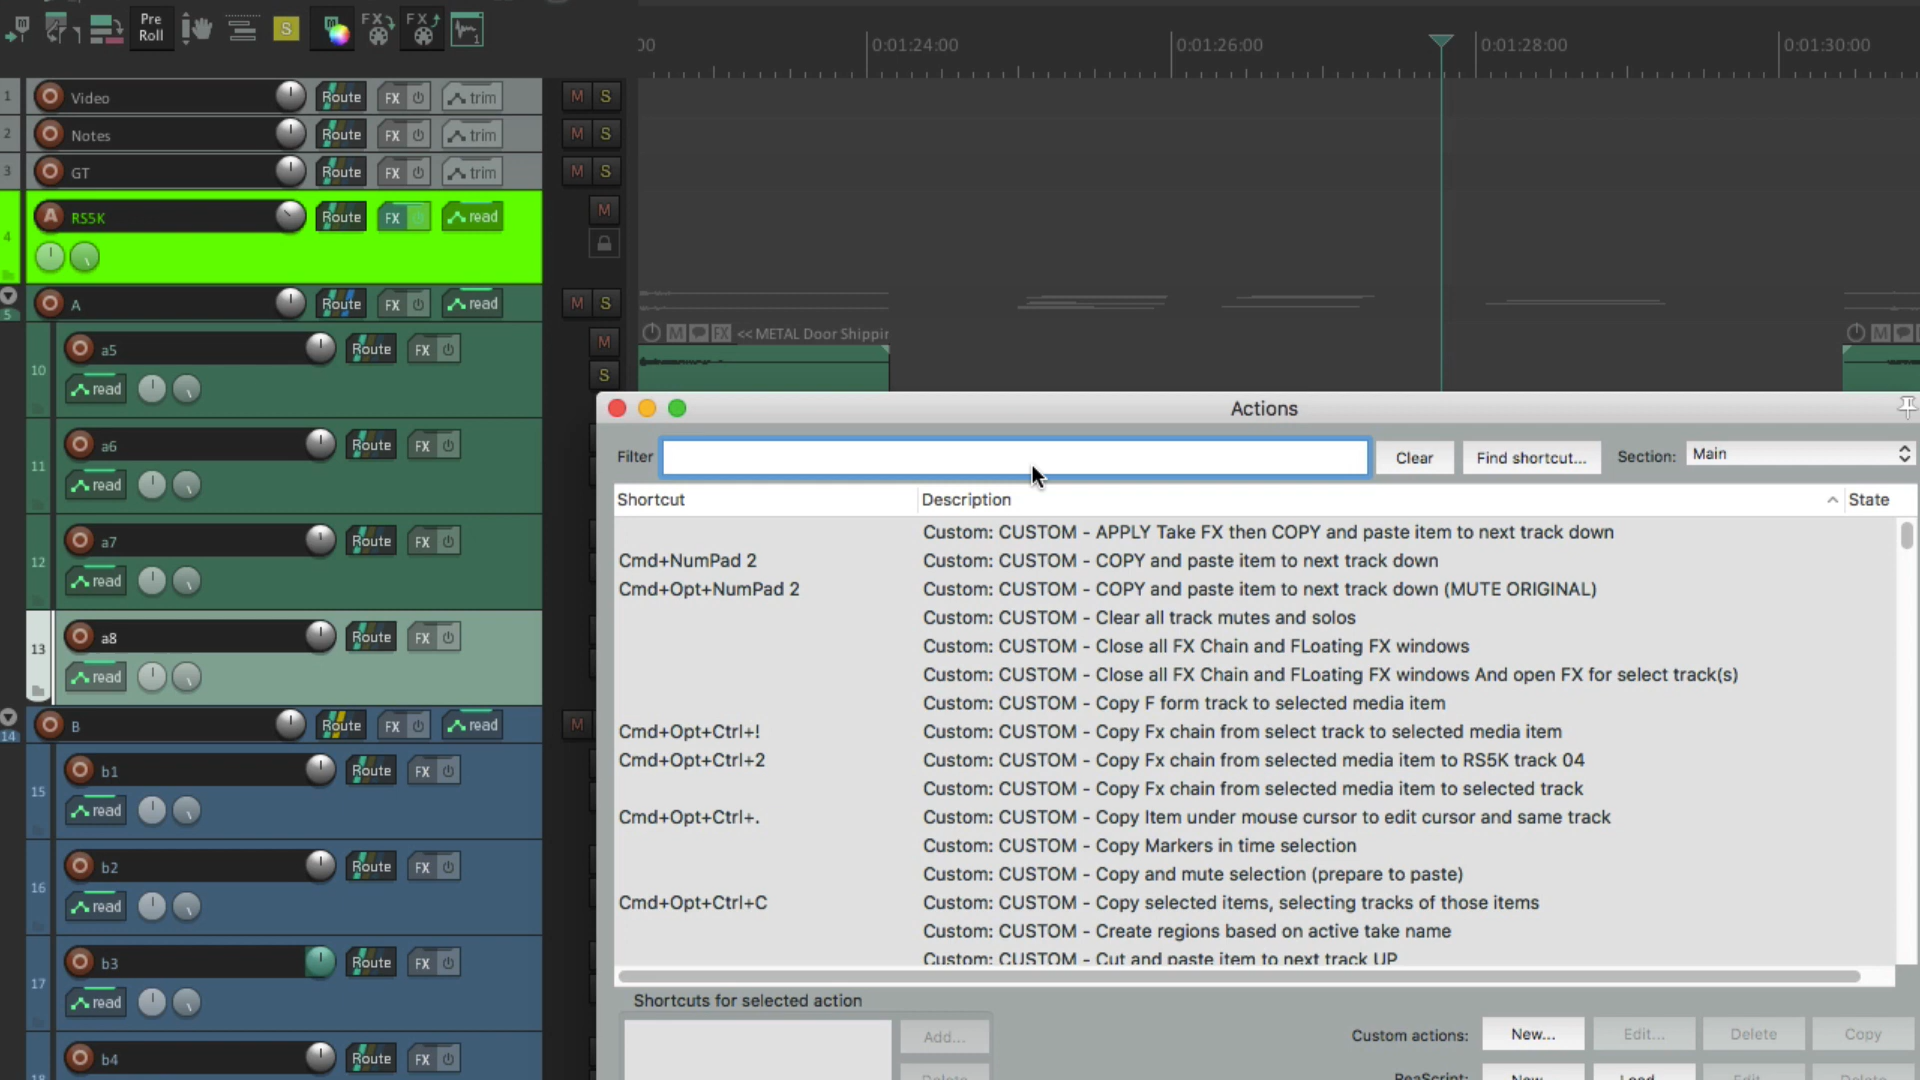 Pre
Roll
S
FX
FX
1
00
0:01:24:00
0:01:26:00
0:01:28:00
0:01:30:00
1
Video
Route
FX
trim
M
S
2
Notes
Route
FX
trim
M
S
3
GT
Route
FX
trim
M
S
4
A
RS5K
Route
FX
read
M
5
A
Route
FX
read
M
S
M
FX
<< METAL Door Shippin
M
10
a5
Route
FX
M
read
S
11
a6
Route
FX
read
12
a7
Route
FX
read
13
a8
Route
FX
read
14
B
Route
FX
read
M
15
b1
Route
FX
read
16
b2
Route
FX
read
17
b3
Route
FX
read
18
b4
Route
FX
Actions
Filter
Clear
Find shortcut...
Section:
Main
Shortcut
Description
State
Custom: CUSTOM - APPLY Take FX then COPY and paste item to next track down
Cmd+NumPad 2
Custom: CUSTOM - COPY and paste item to next track down
Cmd+Opt+NumPad 2
Custom: CUSTOM - COPY and paste item to next track down (MUTE ORIGINAL)
Custom: CUSTOM - Clear all track mutes and solos
Custom: CUSTOM - Close all FX Chain and FLoating FX windows
Custom: CUSTOM - Close all FX Chain and FLoating FX windows And open FX for select track(s)
Custom: CUSTOM - Copy F form track to selected media item
Cmd+Opt+Ctrl+!
Custom: CUSTOM - Copy Fx chain from select track to selected media item
Cmd+Opt+Ctrl+2
Custom: CUSTOM - Copy Fx chain from selected media item to RS5K track 04
Custom: CUSTOM - Copy Fx chain from selected media item to selected track
Cmd+Opt+Ctrl+.
Custom: CUSTOM - Copy Item under mouse cursor to edit cursor and same track
Custom: CUSTOM - Copy Markers in time selection
Custom: CUSTOM - Copy and mute selection (prepare to paste)
Cmd+Opt+Ctrl+C
Custom: CUSTOM - Copy selected items, selecting tracks of those items
Custom: CUSTOM - Create regions based on active take name
Custom: CUSTOM - Cut and paste item to next track UP
Shortcuts for selected action
Add...
Delete
Custom actions:
New...
Edit...
Delete
Copy
ReaScript:
New...
Load...
Edit...
Delete